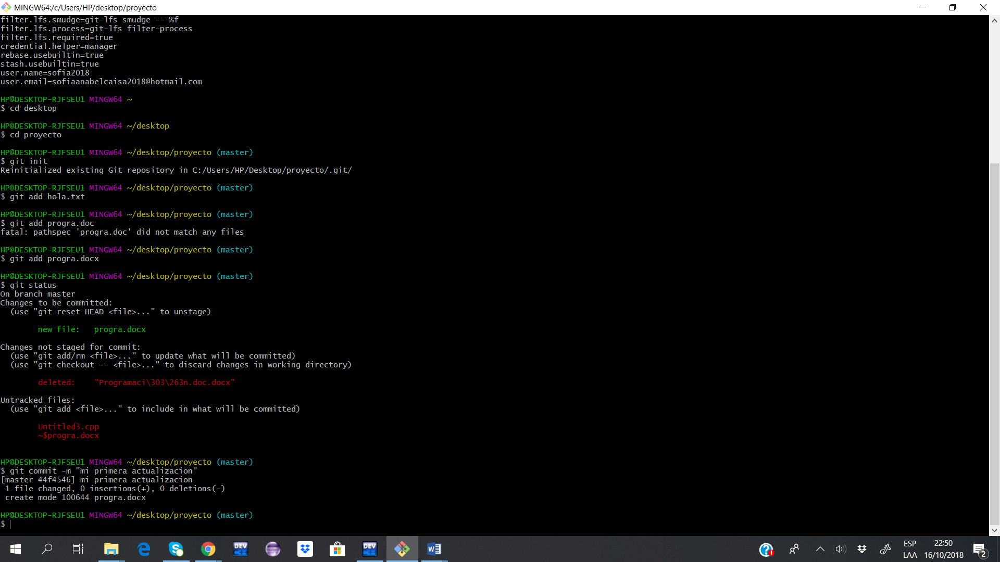 MINGW64:/c/Users/HP/desktop/proyecto
filter.lfs.smudge=git-lfs smudge -- %f
filter.lfs.process=git-lfs filter-process
filter.lfs.required=true
credential.helper=manager
rebase.usebuiltin=true
stash.usebuiltin=true
user.name=sofia2018
user.email=sofiaanabelcaisa2018@hotmail.com
HP@DESKTOP-RJFSEU1 MINGW64 ~
$ cd desktop
HP@DESKTOP-RJFSEU1 MINGW64 ~/desktop
$ cd proyecto
HP@DESKTOP-RJFSEU1 MINGW64 ~/desktop/proyecto (master)
$ git init
Reinitialized existing Git repository in C:/Users/HP/Desktop/proyecto/.git/
HP@DESKTOP-RJFSEU1 MINGW64 ~/desktop/proyecto (master)
$ git add hola.txt
HP@DESKTOP-RJFSEU1 MINGW64 ~/desktop/proyecto (master)
$ git add progra.doc
fatal: pathspec 'progra.doc' did not match any files
HP@DESKTOP-RJFSEU1 MINGW64 ~/desktop/proyecto (master)
$ git add progra.docx
HP@DESKTOP-RJFSEU1 MINGW64 ~/desktop/proyecto (master)
$ git status
On branch master
Changes to be committed:
  (use "git reset HEAD <file>..." to unstage)
        new file:   progra.docx
Changes not staged for commit:
  (use "git add/rm <file>..." to update what will be committed)
  (use "git checkout -- <file>..." to discard changes in working directory)
        deleted:    "Programaci\303\263n.doc.docx"
Untracked files:
  (use "git add <file>..." to include in what will be committed)
        Untitled3.cpp
        ~$progra.docx
HP@DESKTOP-RJFSEU1 MINGW64 ~/desktop/proyecto (master)
$ git commit -m "mi primera actualizacion"
[master 44f4546] mi primera actualizacion
 1 file changed, 0 insertions(+), 0 deletions(-)
 create mode 100644 progra.docx
HP@DESKTOP-RJFSEU1 MINGW64 ~/desktop/proyecto (master)
$
DEV
C++
DEV
C++
ESP
LAA
22:50
16/10/2018
2